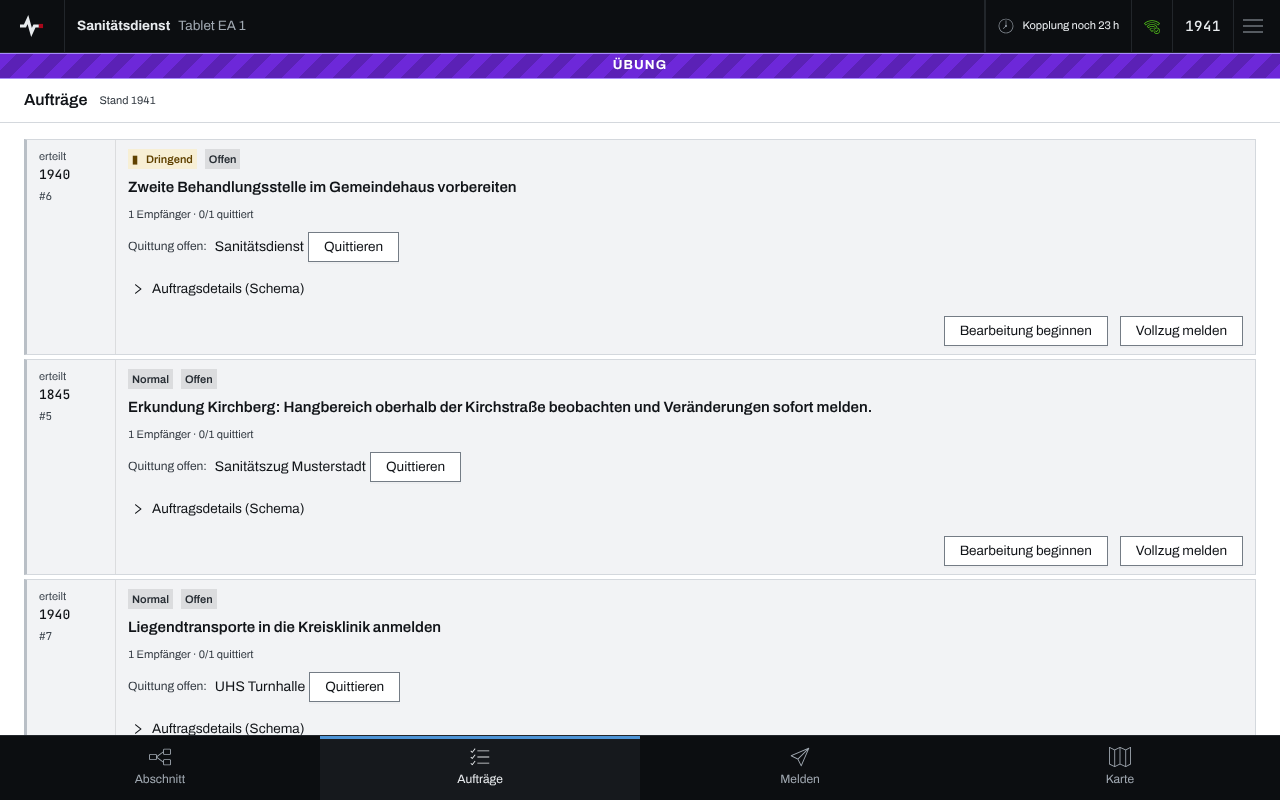 Sanitätsdienst Tablet EA 1
Kopplung noch 23 h
1941
ÜBUNG
Aufträge Stand 1941
erteilt
1940
#6
Dringend Offen
Zweite Behandlungsstelle im Gemeindehaus vorbereiten
1 Empfänger · 0/1 quittiert
Quittung offen: Sanitätsdienst Quittieren
Auftragsdetails (Schema)
Bearbeitung beginnen Vollzug melden
erteilt
1845
#5
Normal Offen
Erkundung Kirchberg: Hangbereich oberhalb der Kirchstraße beobachten und Veränderungen sofort melden.
1 Empfänger · 0/1 quittiert
Quittung offen: Sanitätszug Musterstadt Quittieren
Auftragsdetails (Schema)
Bearbeitung beginnen Vollzug melden
erteilt
1940
#7
Normal Offen
Liegendtransporte in die Kreisklinik anmelden
1 Empfänger · 0/1 quittiert
Quittung offen: UHS Turnhalle Quittieren
Auftragsdetails (Schema)
Abschnitt Aufträge Melden Karte